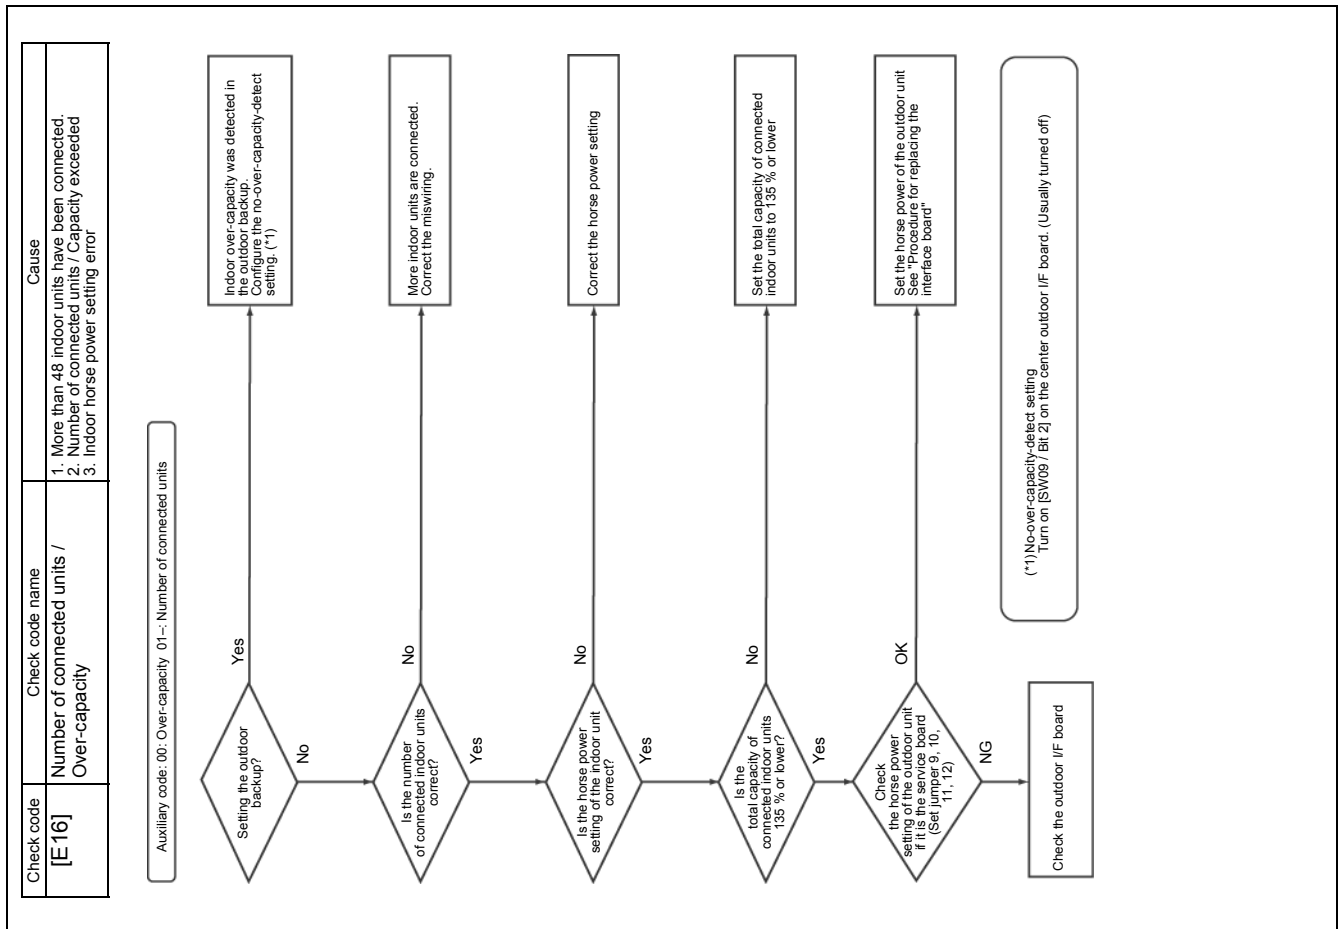 Check code
Check code name
Cause
[E16]
Number of connected units /
Over-capacity
1. More than 48 indoor units have been connected.
2. Number of connected units / Capacity exceeded
3. Indoor horse power setting error
Auxiliary code: 00: Over-capacity 01–: Number of connected units
Setting the outdoor
backup?
Yes
Indoor over-capacity was detected in
the outdoor backup.
Configure the no-over-capacity-detect
setting. (*1)
No
Is the number
of connected indoor units
correct?
No
More indoor units are connected.
Correct the miswiring.
Yes
Is the horse power
setting of the indoor unit
correct?
No
Correct the horse power setting
Yes
Is the
total capacity of
connected indoor units
135 % or lower?
No
Set the total capacity of connected
indoor units to 135 % or lower
Yes
Check
the horse power
setting of the outdoor unit
if it is the service board
(Set jumper 9, 10,
11, 12)
OK
Set the horse power of the outdoor unit
See "Procedure for replacing the
interface board"
NG
Check the outdoor I/F board
(*1) No-over-capacity-detect setting
Turn on [SW09 / Bit 2] on the center outdoor I/F board. (Usually turned off)